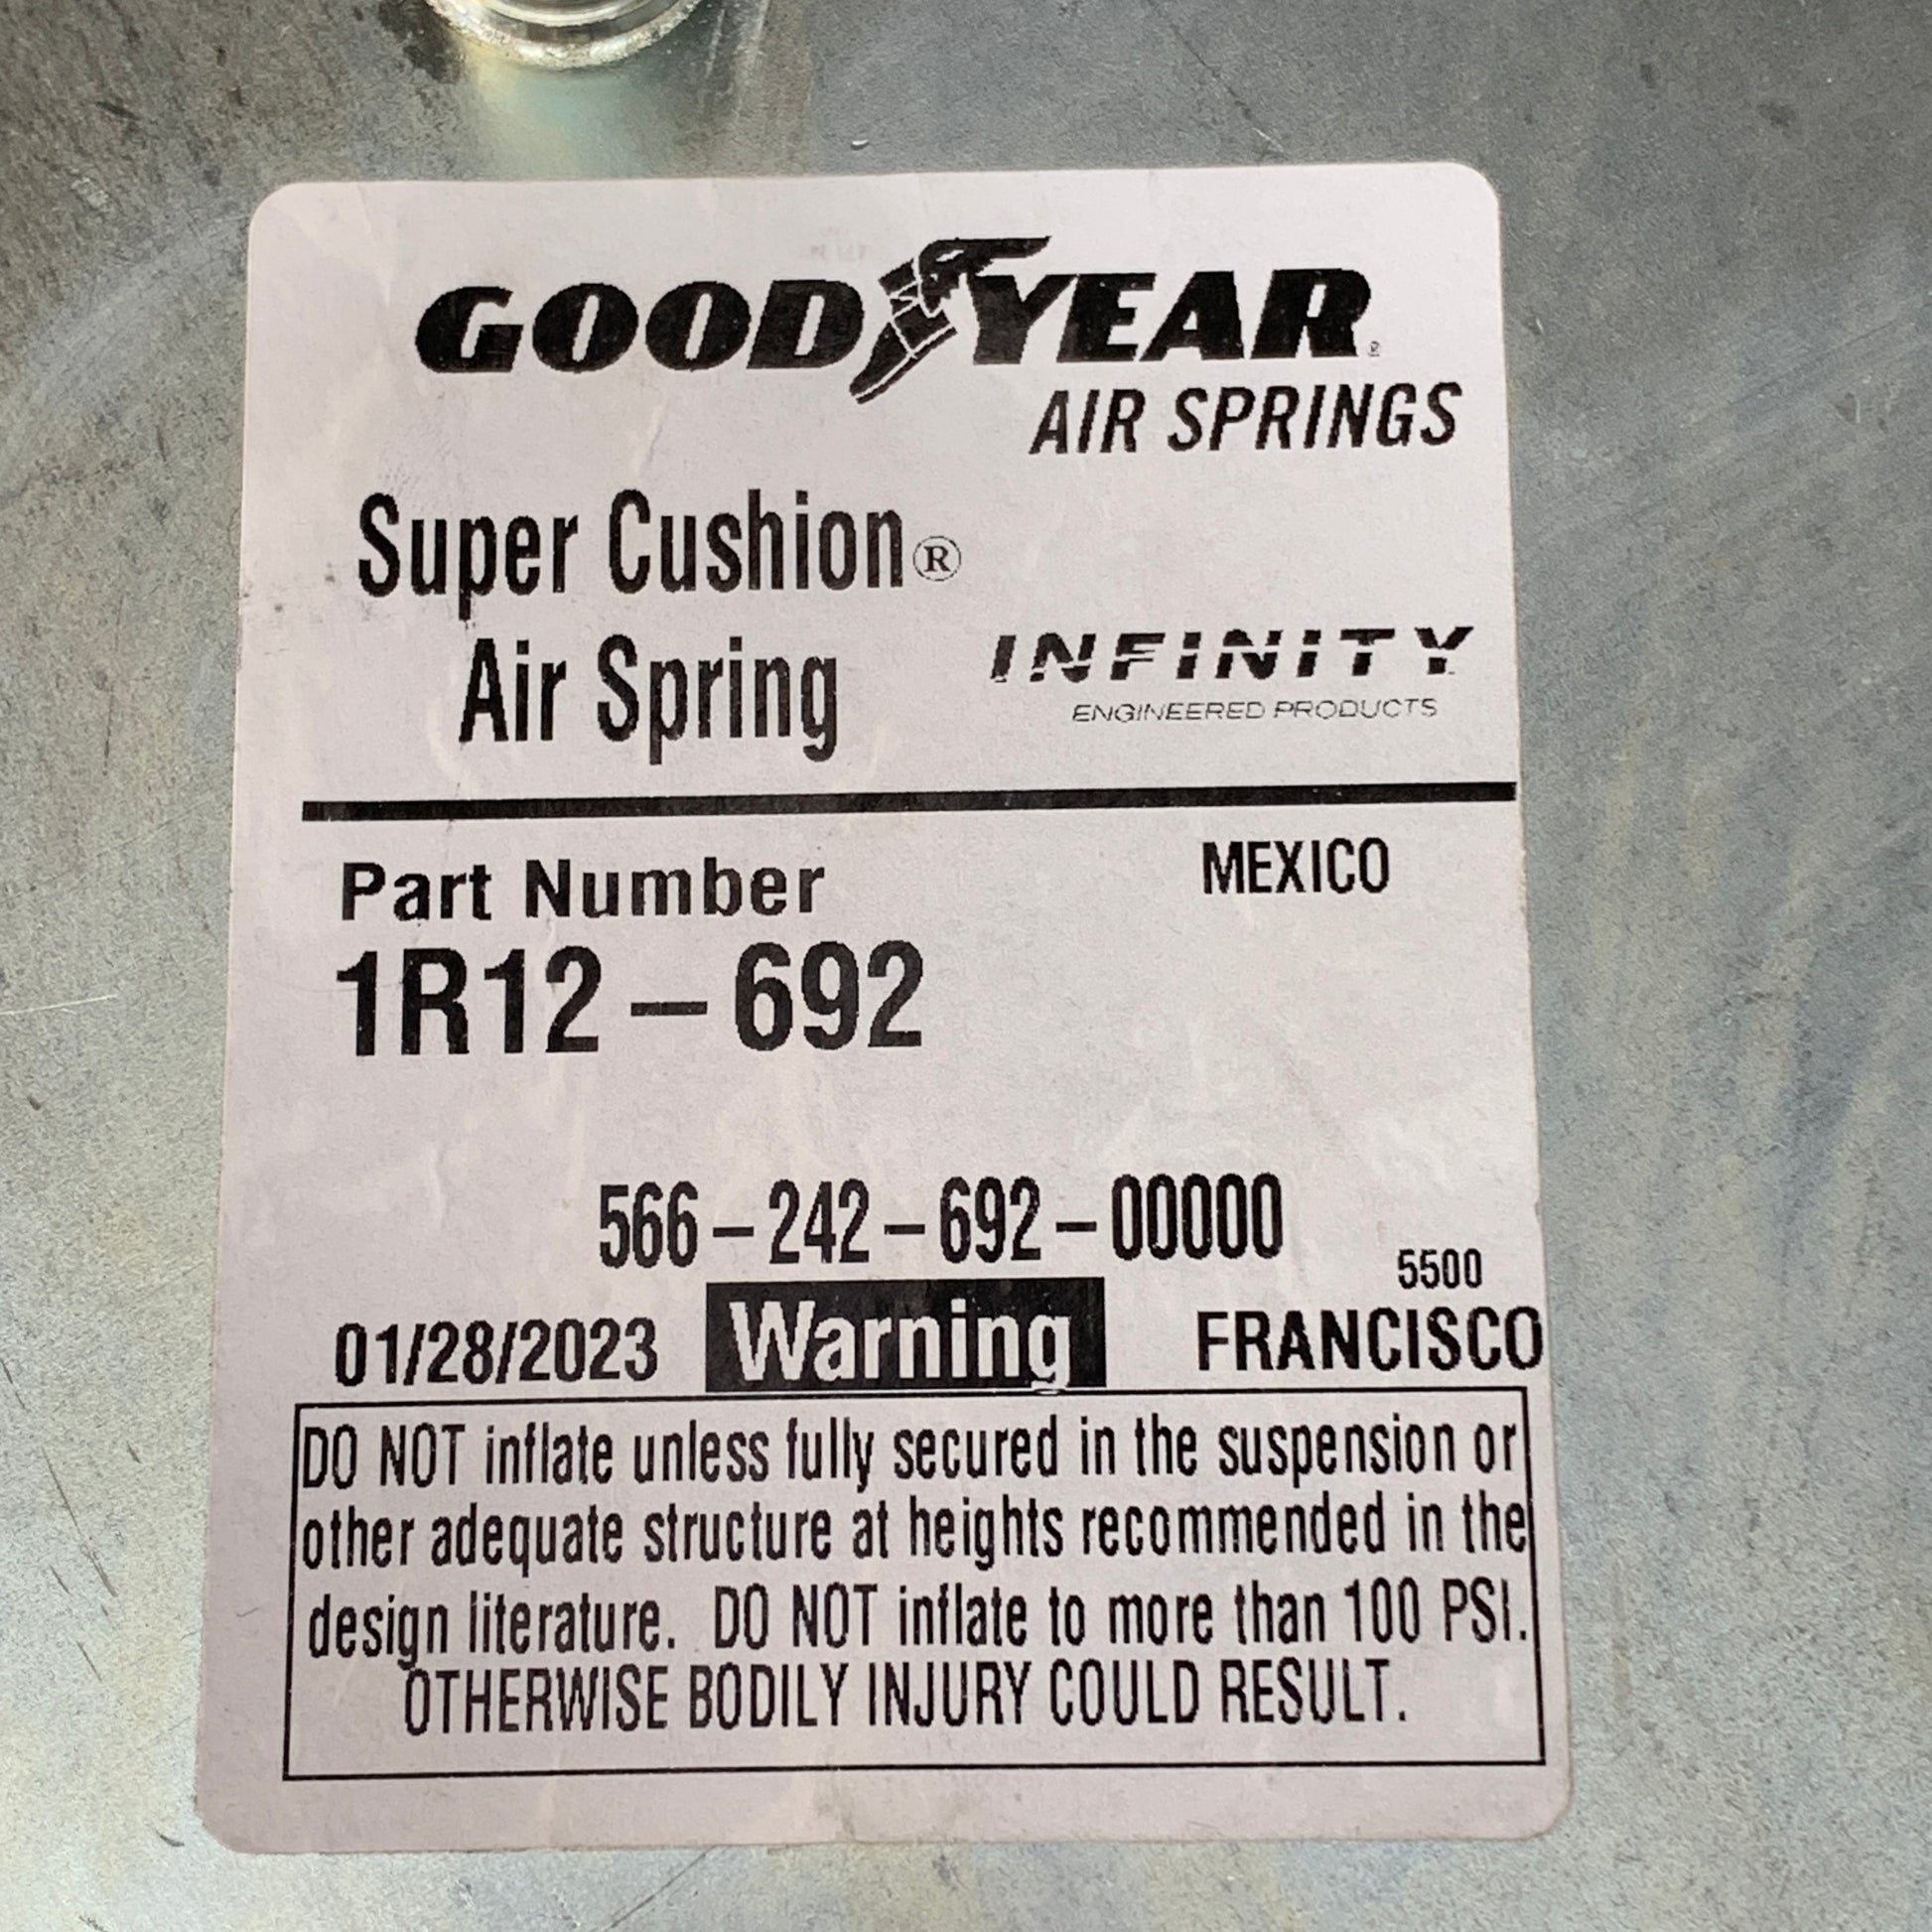 GOODYEAR
AIR SPRINGS
Super Cushion®
Air Spring
INFINITY
ENGINEERED PRODUCTS
Part Number
MEXICO
1R12-692
566-242-692-00000
5500
01/28/2023 Warning FRANCISCO
DO NOT inflate unless fully secured in the suspension or
other adequate structure at heights recommended in the
design literature. DO NOT inflate to more than 100 PSI.
OTHERWISE BODILY INJURY COULD RESULT.